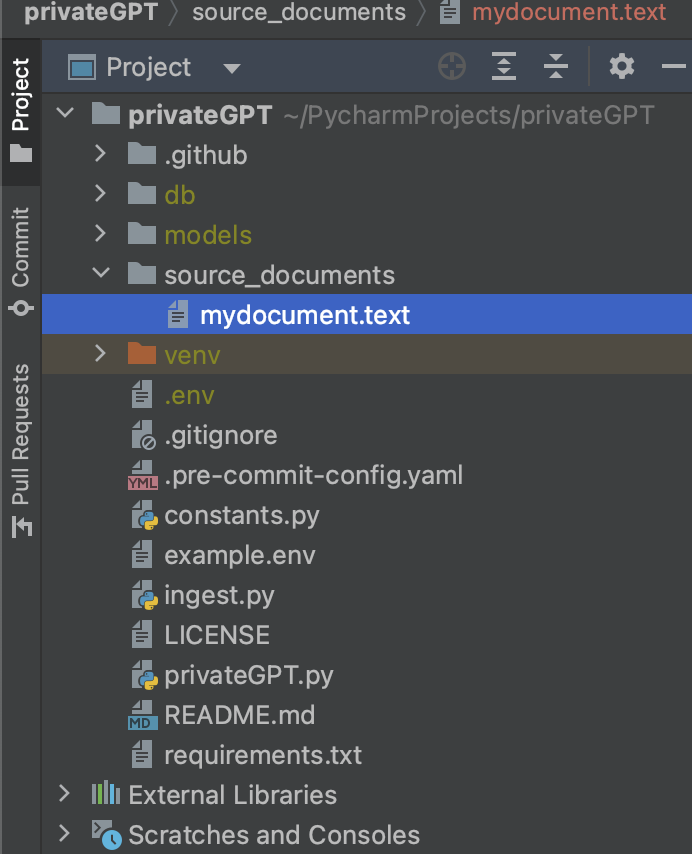 privateGPT source_documents mydocument.text
Project
privateGPT ~/PycharmProjects/privateGPT
.github
db
models
source_documents
mydocument.text
venv
.env
.gitignore
YML .pre-commit-config.yaml
constants.py
example.env
ingest.py
LICENSE
privateGPT.py
MD README.md
requirements.txt
External Libraries
Scratches and Consoles
Project
Commit
Pull Requests